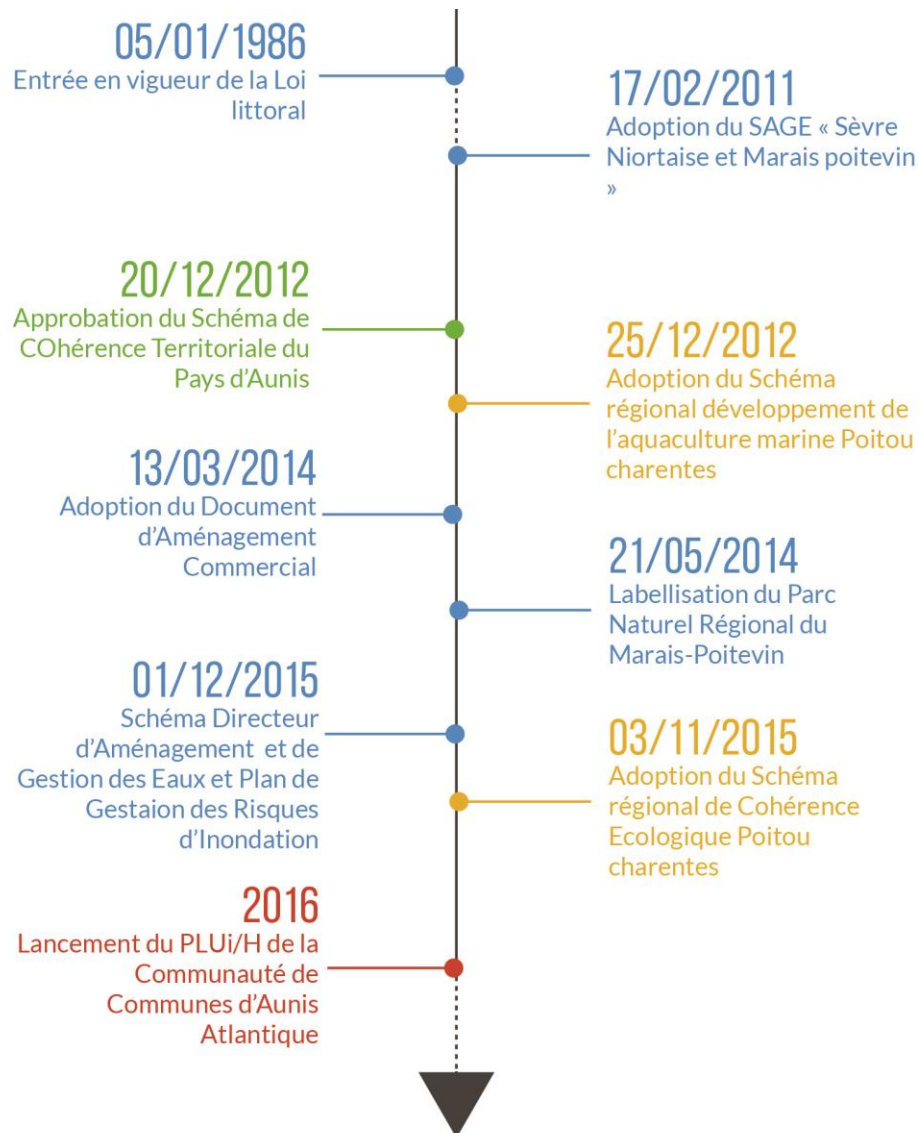 05/01/1986
Entrée en vigueur de la Loi
littoral
17/02/2011
Adoption du SAGE « Sèvre
Niortaise et Marais poitevin
»
20/12/2012
Approbation du Schéma de
COhérence Territoriale du
Pays d'Aunis
25/12/2012
Adoption du Schéma
régional développement de
l'aquaculture marine Poitou
charentes
13/03/2014
Adoption du Document
d'Aménagement
Commercial
21/05/2014
Labellisation du Parc
Naturel Régional du
Marais-Poitevin
01/12/2015
Schéma Directeur
d'Aménagement et de
Gestion des Eaux et Plan de
Gestaion des Risques
d'Inondation
03/11/2015
Adoption du Schéma
régional de Cohérence
Ecologique Poitou
charentes
2016
Lancement du PLUi/H de la
Communauté de
Communes d'Aunis
Atlantique